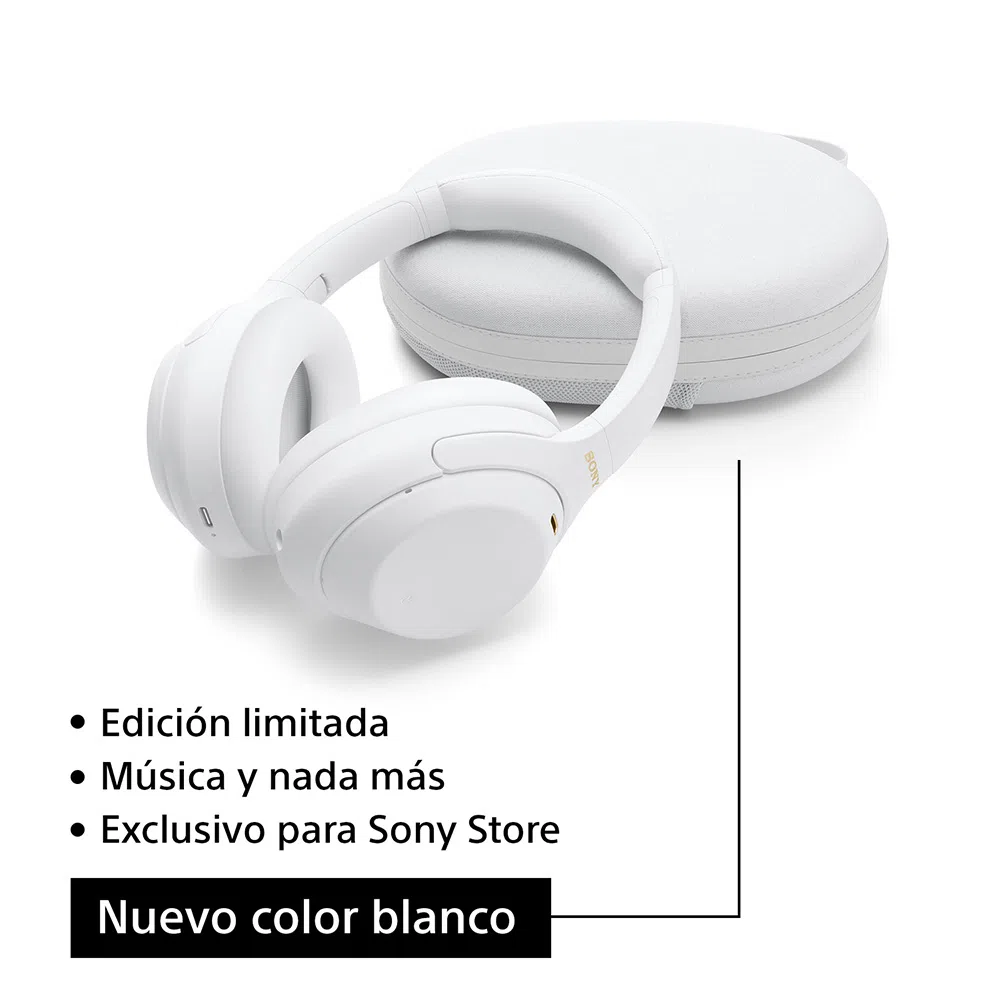 SONY
• Edición limitada
• Música y nada más
• Exclusivo para Sony Store
Nuevo color blanco